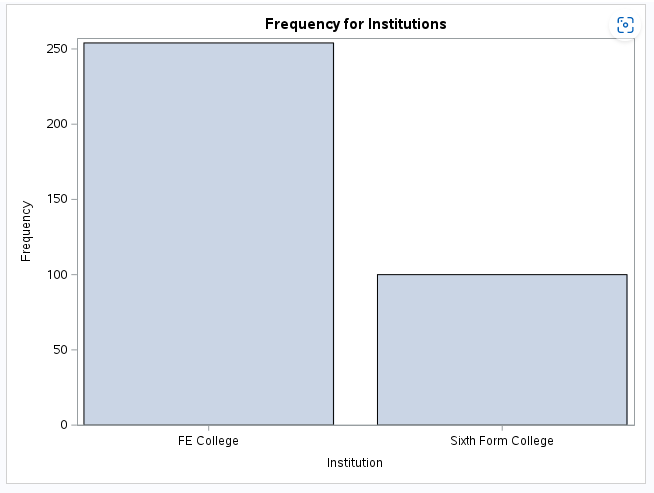 Frequency for Institutions
250
200
150
100
50
0
Frequency
FE College
Sixth Form College
Institution